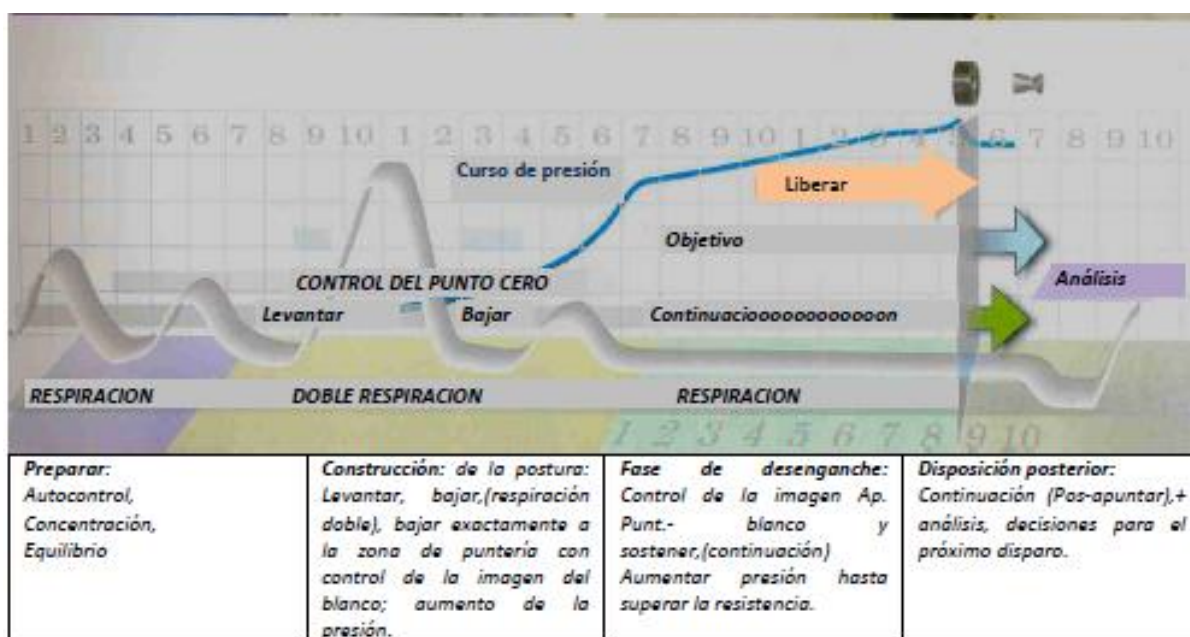 1 2 3 4 5 6 7 8 9 10 1 2 3 4 5 6 7 8 9 10 1 2 3 4 5 6 7 8 9 10
Curso de presión
Liberar
Objetivo
CONTROL DEL PUNTO CERO
Análisis
Levantar
Bajar
Continuaciooooooooooooon
RESPIRACION
DOBLE RESPIRACION
RESPIRACION
1 2 3 4 5 6 7 8 9 10
Preparar:
Autocontrol,
Concentración,
Equilibrio
Construcción: de la postura:
Levantar, bajar,(respiración
doble), bajar exactamente a
la zona de puntería con
control de la imagen del
blanco; aumento de la
presión.
Fase de desenganche:
Control de la imagen Ap.
Punt.- blanco y
sostener,(continuación)
Aumentar presión hasta
superar la resistencia.
Disposición posterior:
Continuación (Pos-apuntar),+
análisis, decisiones para el
próximo disparo.